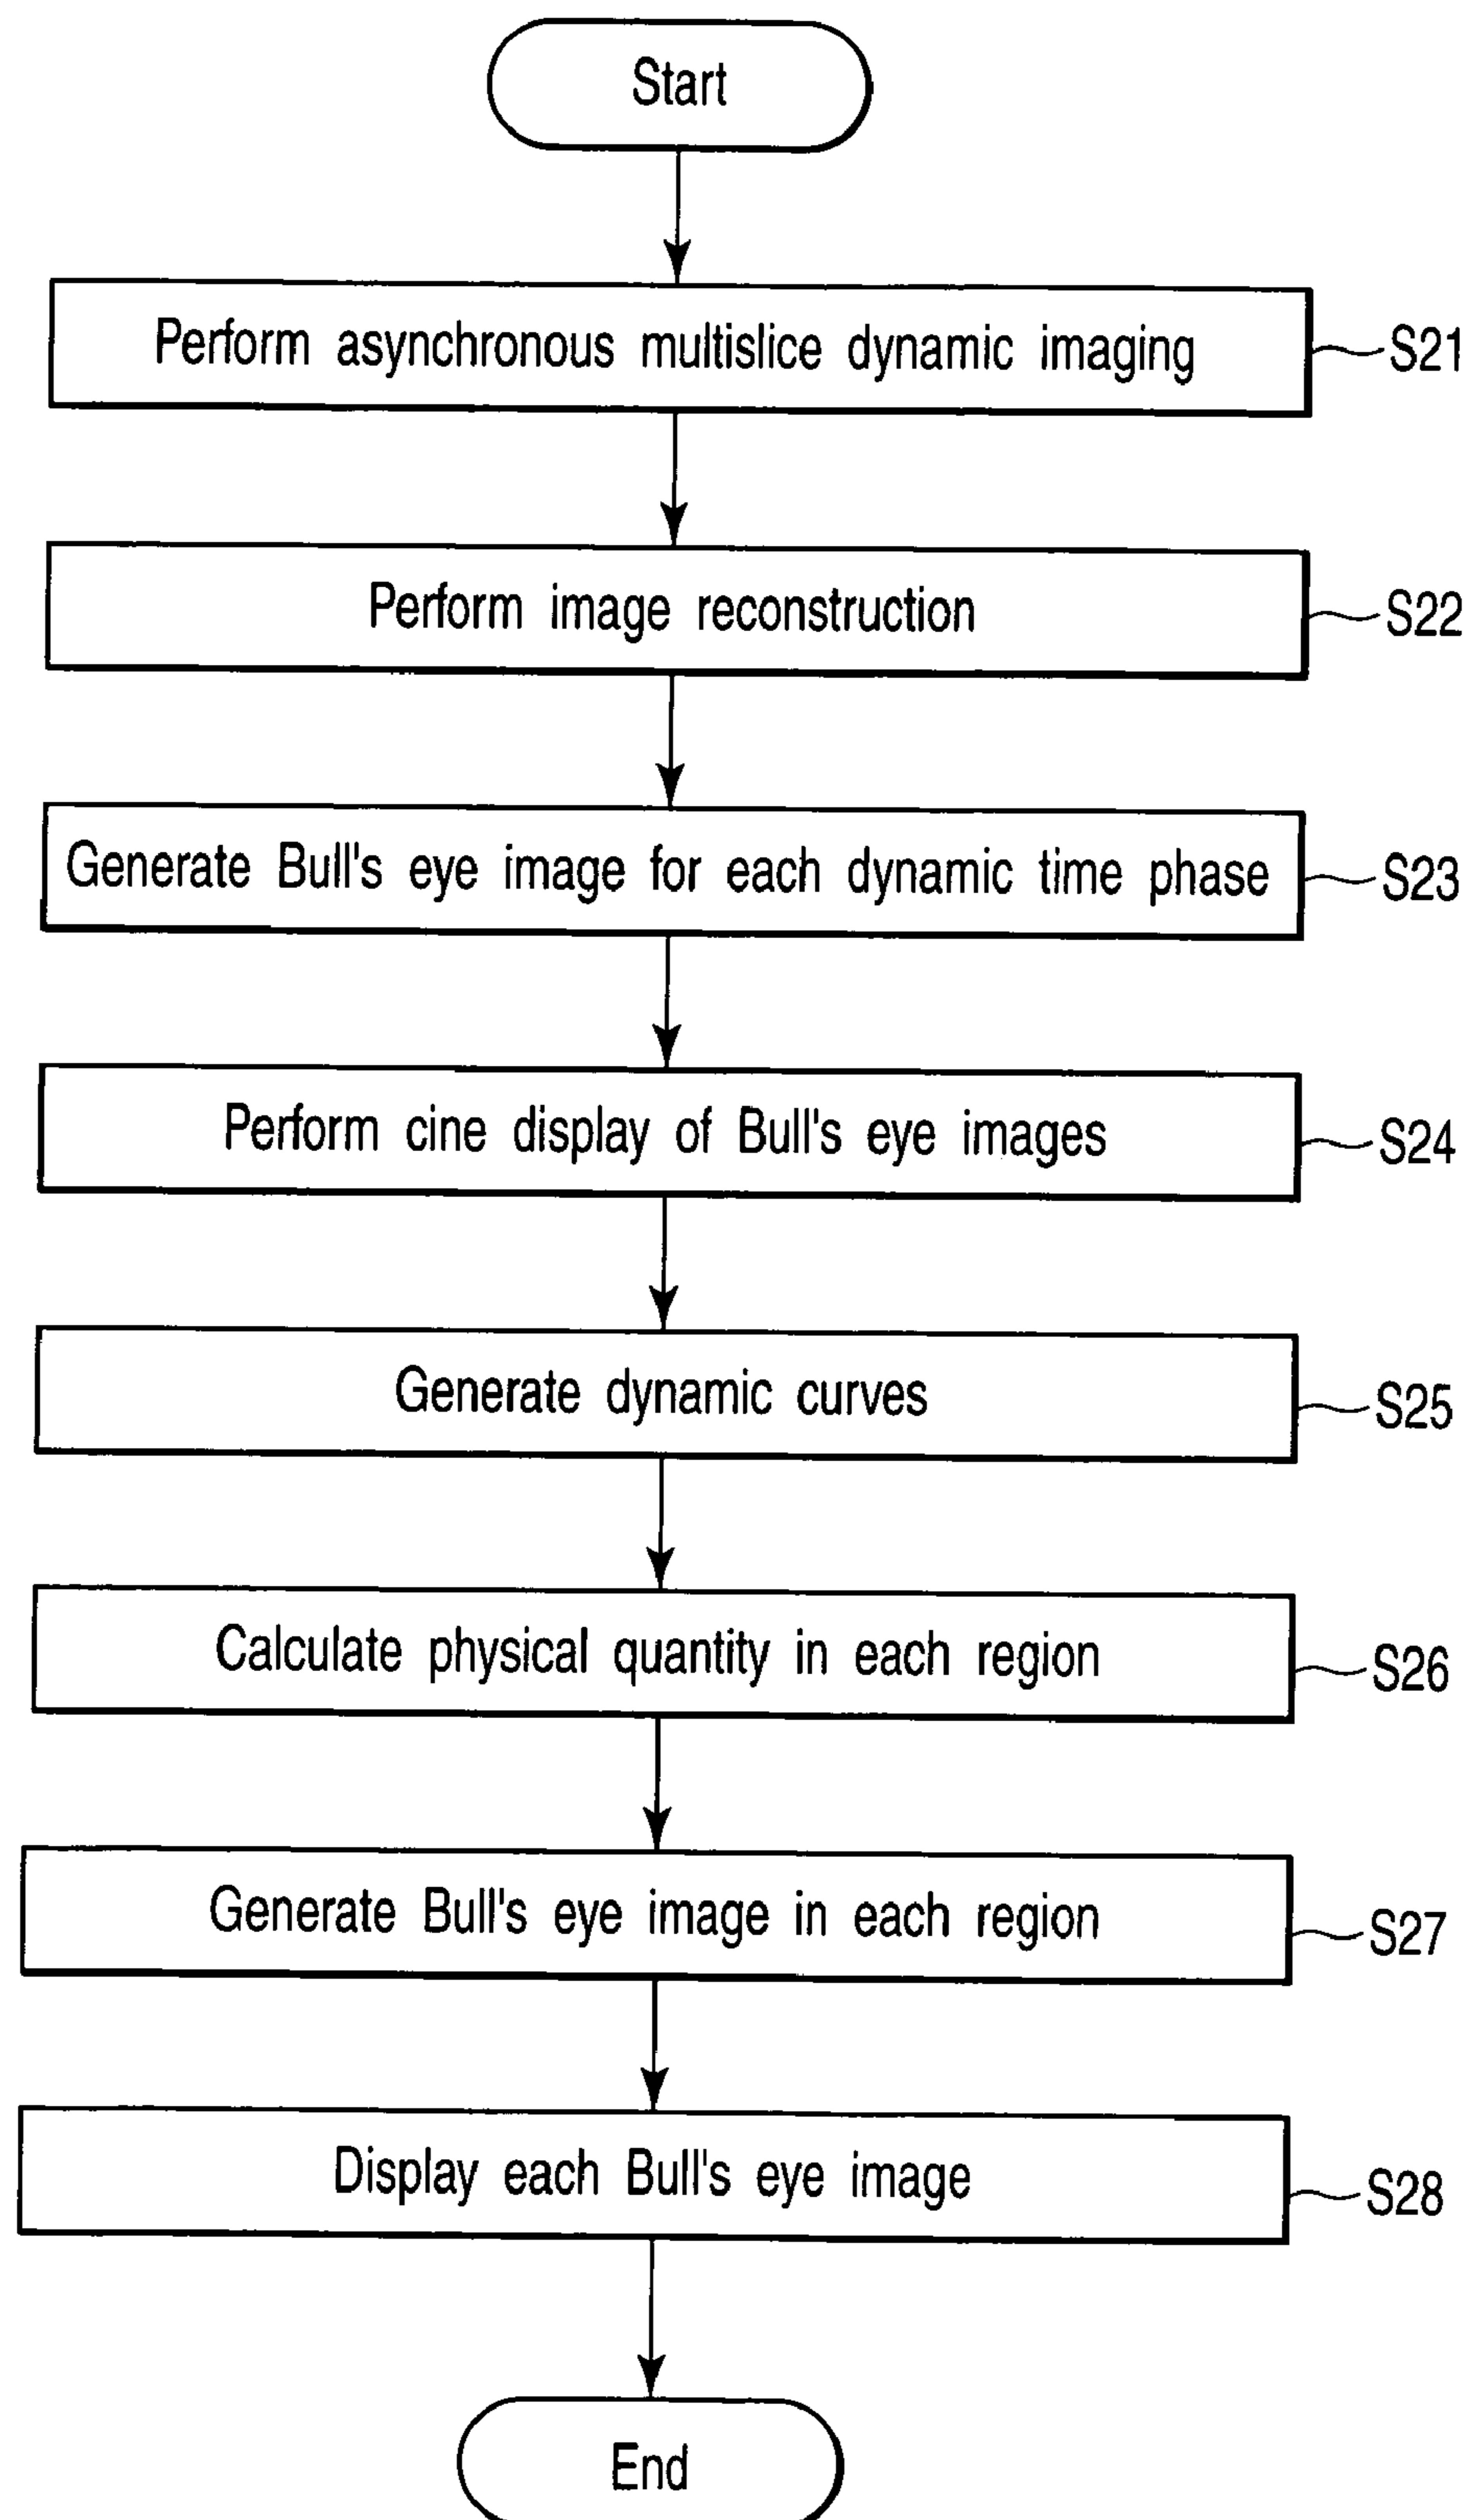 Start
Perform asynchronous multislice dynamic imaging
S21
Perform image reconstruction
S22
Generate Bull's eye image for each dynamic time phase
S23
Perform cine display of Bull's eye images
S24
Generate dynamic curves
S25
Calculate physical quantity in each region
S26
Generate Bull's eye image in each region
S27
Display each Bull's eye image
S28
End